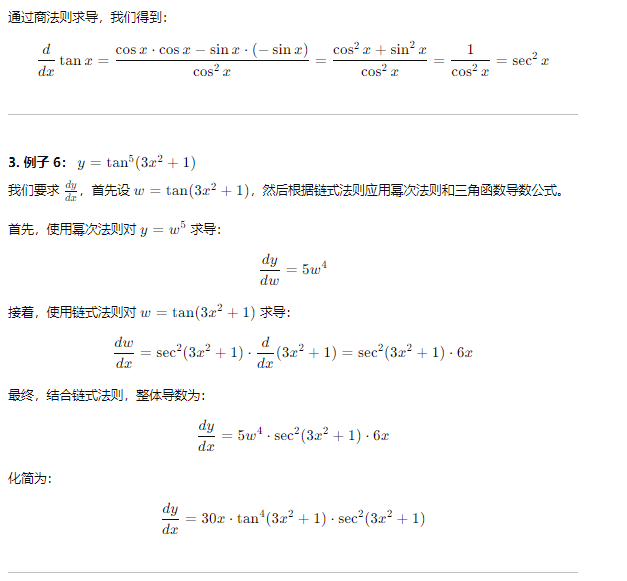 通过商法则求导，我们得到：
d/dx tan x = (cos x · cos x − sin x · (− sin x))/cos² x = (cos² x + sin² x)/cos² x = 1/cos² x = sec² x
3. 例子 6： y = tan⁵(3x² + 1)
我们要求 dy/dx，首先设 w = tan(3x² + 1)，然后根据链式法则应用幂次法则和三角函数导数公式。
首先，使用幂次法则对 y = w⁵ 求导：
dy/dw = 5w⁴
接着，使用链式法则对 w = tan(3x² + 1) 求导：
dw/dx = sec²(3x² + 1) · d/dx (3x² + 1) = sec²(3x² + 1) · 6x
最终，结合链式法则，整体导数为：
dy/dx = 5w⁴ · sec²(3x² + 1) · 6x
化简为：
dy/dx = 30x · tan⁴(3x² + 1) · sec²(3x² + 1)